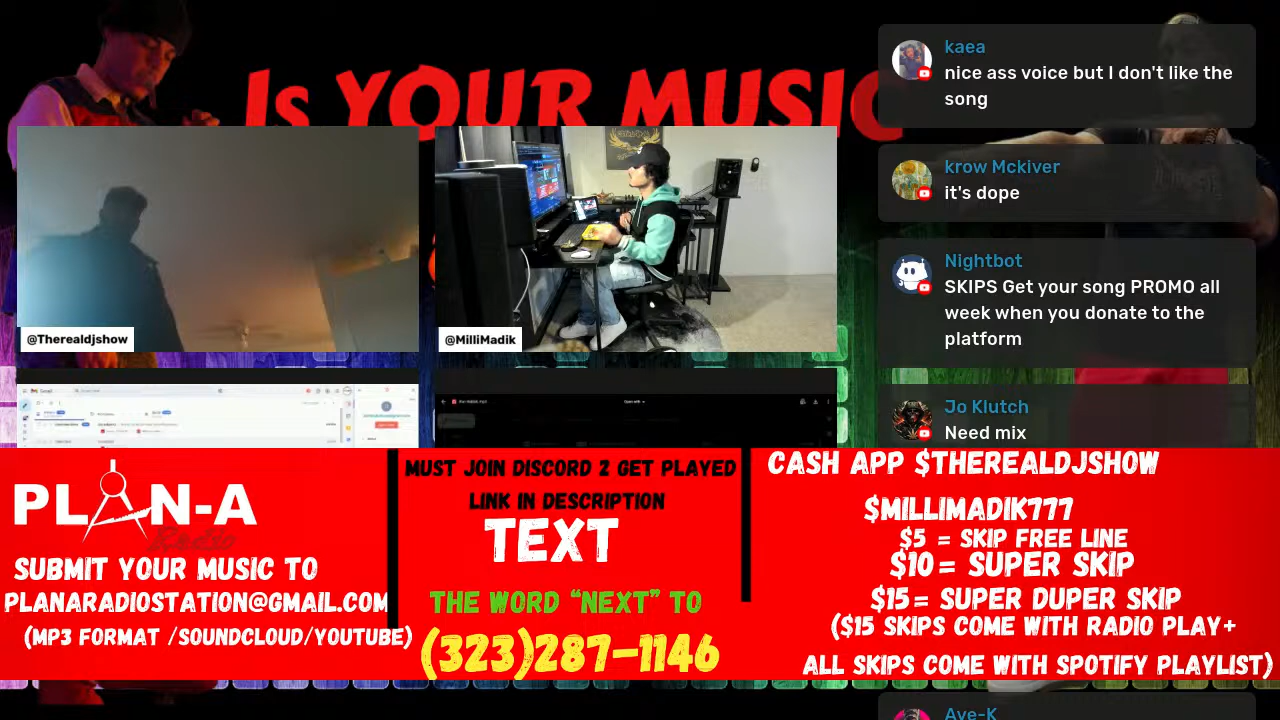 Is YOUR MUSIC
@Therealdjshow
@MilliMadik
kaea
nice ass voice but I don't like the
song
krow Mckiver
it's dope
Nightbot
SKIPS Get your song PROMO all
week when you donate to the
platform
Jo Klutch
Need mix
PLAN-A
Radio
SUBMIT YOUR MUSIC TO
PLANARADIOSTATION@GMAIL.COM
(MP3 FORMAT /SOUNDCLOUD/YOUTUBE)
MUST JOIN DISCORD 2 GET PLAYED
LINK IN DESCRIPTION
TEXT
THE WORD “NEXT” TO
(323)287-1146
CASH APP $THEREALDJSHOW
$MILLIMADIK777
$5 = SKIP FREE LINE
$10 = SUPER SKIP
$15 = SUPER DUPER SKIP
($15 SKIPS COME WITH RADIO PLAY+
ALL SKIPS COME WITH SPOTIFY PLAYLIST)
Aye-K